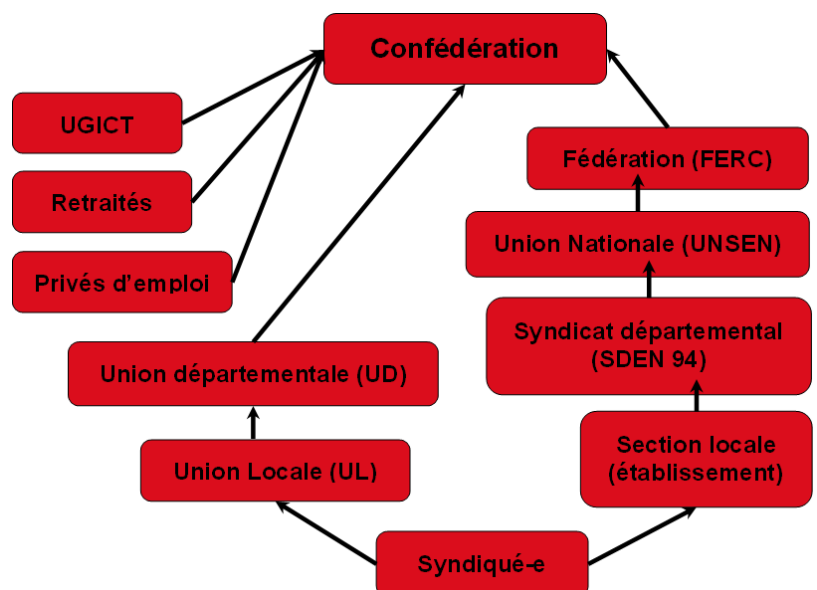 Confédération
UGICT
Fédération (FERC)
Retraités
Union Nationale (UNSEN)
Privés d’emploi
Syndicat départemental
(SDEN 94)
Union départementale (UD)
Section locale
(établissement)
Union Locale (UL)
Syndiqué-e